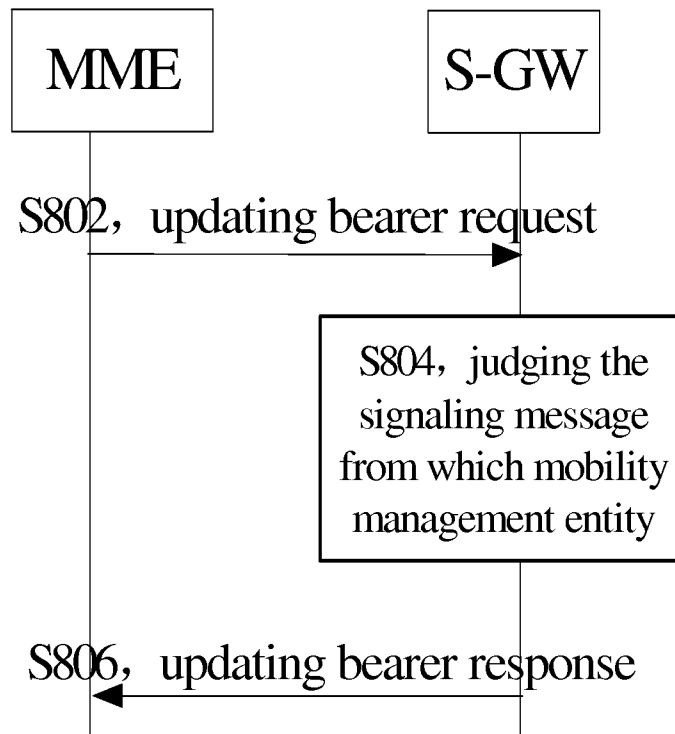 MME
S-GW
S802, updating bearer request
S804, judging the
signaling message
from which mobility
management entity
S806, updating bearer response